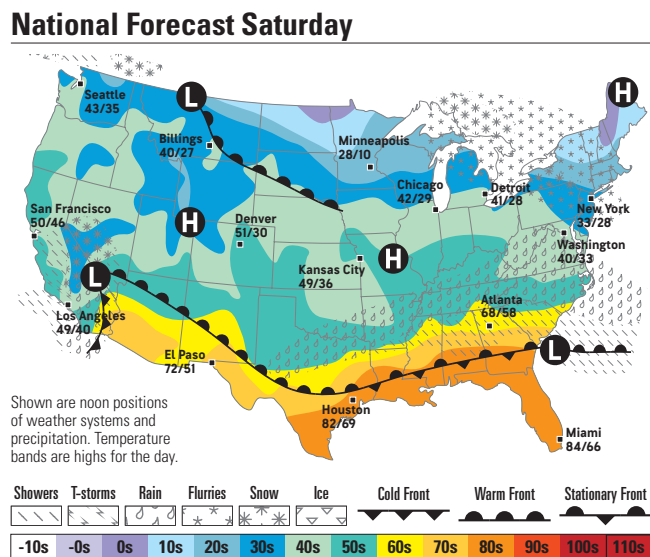 National Forecast Saturday
L
H
Seattle
43/35
Billings
40/27
Minneapolis
28/10
Chicago
42/29
Detroit
41/28
New York
33/28
San Francisco
50/46
H
Denver
51/30
Washington
40/33
Kansas City
49/36
H
L
Los Angeles
49/40
Atlanta
68/58
El Paso
72/51
L
Houston
82/69
Miami
84/66
Shown are noon positions
of weather systems and
precipitation. Temperature
bands are highs for the day.
Showers T-storms Rain Flurries Snow Ice Cold Front Warm Front Stationary Front
-10s -0s 0s 10s 20s 30s 40s 50s 60s 70s 80s 90s 100s 110s